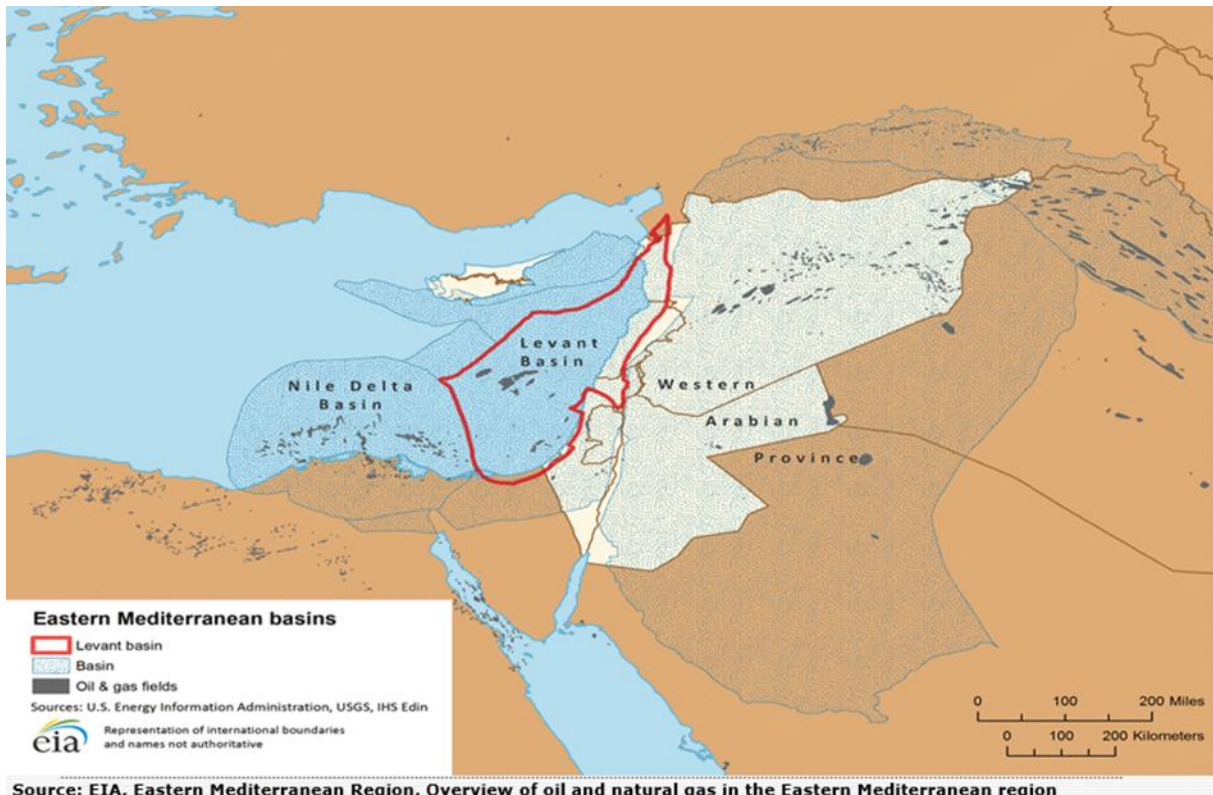 Levant
Basin
Nile Delta
Basin
Western
Arabian
Province
Eastern Mediterranean basins
Levant basin
Basin
Oil & gas fields
Sources: U.S. Energy Information Administration, USGS, IHS Edin
eia
Representation of international boundaries
and names not authoritative
0 100 200 Miles
0 100 200 Kilometers
Source: EIA, Eastern Mediterranean Region, Overview of oil and natural gas in the Eastern Mediterranean region